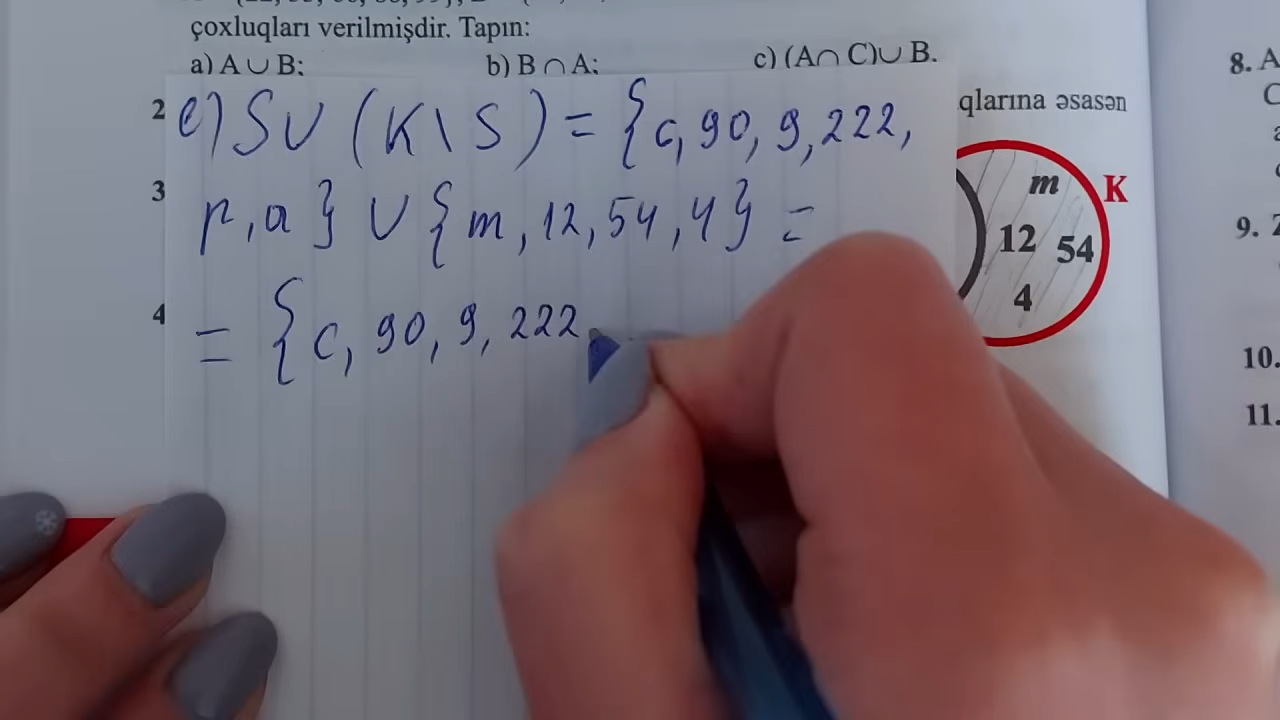 çoxluqları verilmişdir. Tapın:
a) A ∪ B; b) B ∩ A; c) (A∩ C)∪ B.
2
e) S ∪ (K \ S) = {c, 90, 9, 222,
qlarına əsasən
3
p, a } ∪ { m, 12, 54, 4} =
m
K
12 54
4
4
= { c, 90, 9, 222,
8. A
C
9.
10.
11.